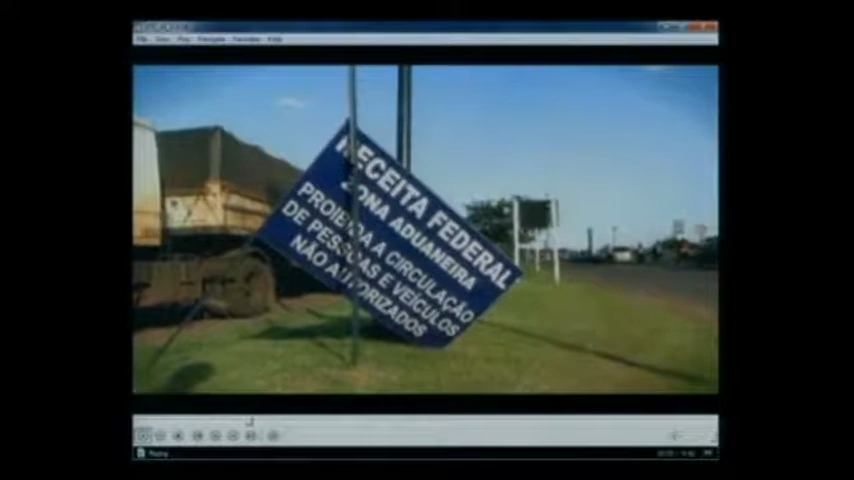 RECEITA FEDERAL
ZONA ADUANEIRA
PROIBIDA A CIRCULAÇÃO
DE PESSOAS E VEÍCULOS
NÃO AUTORIZADOS